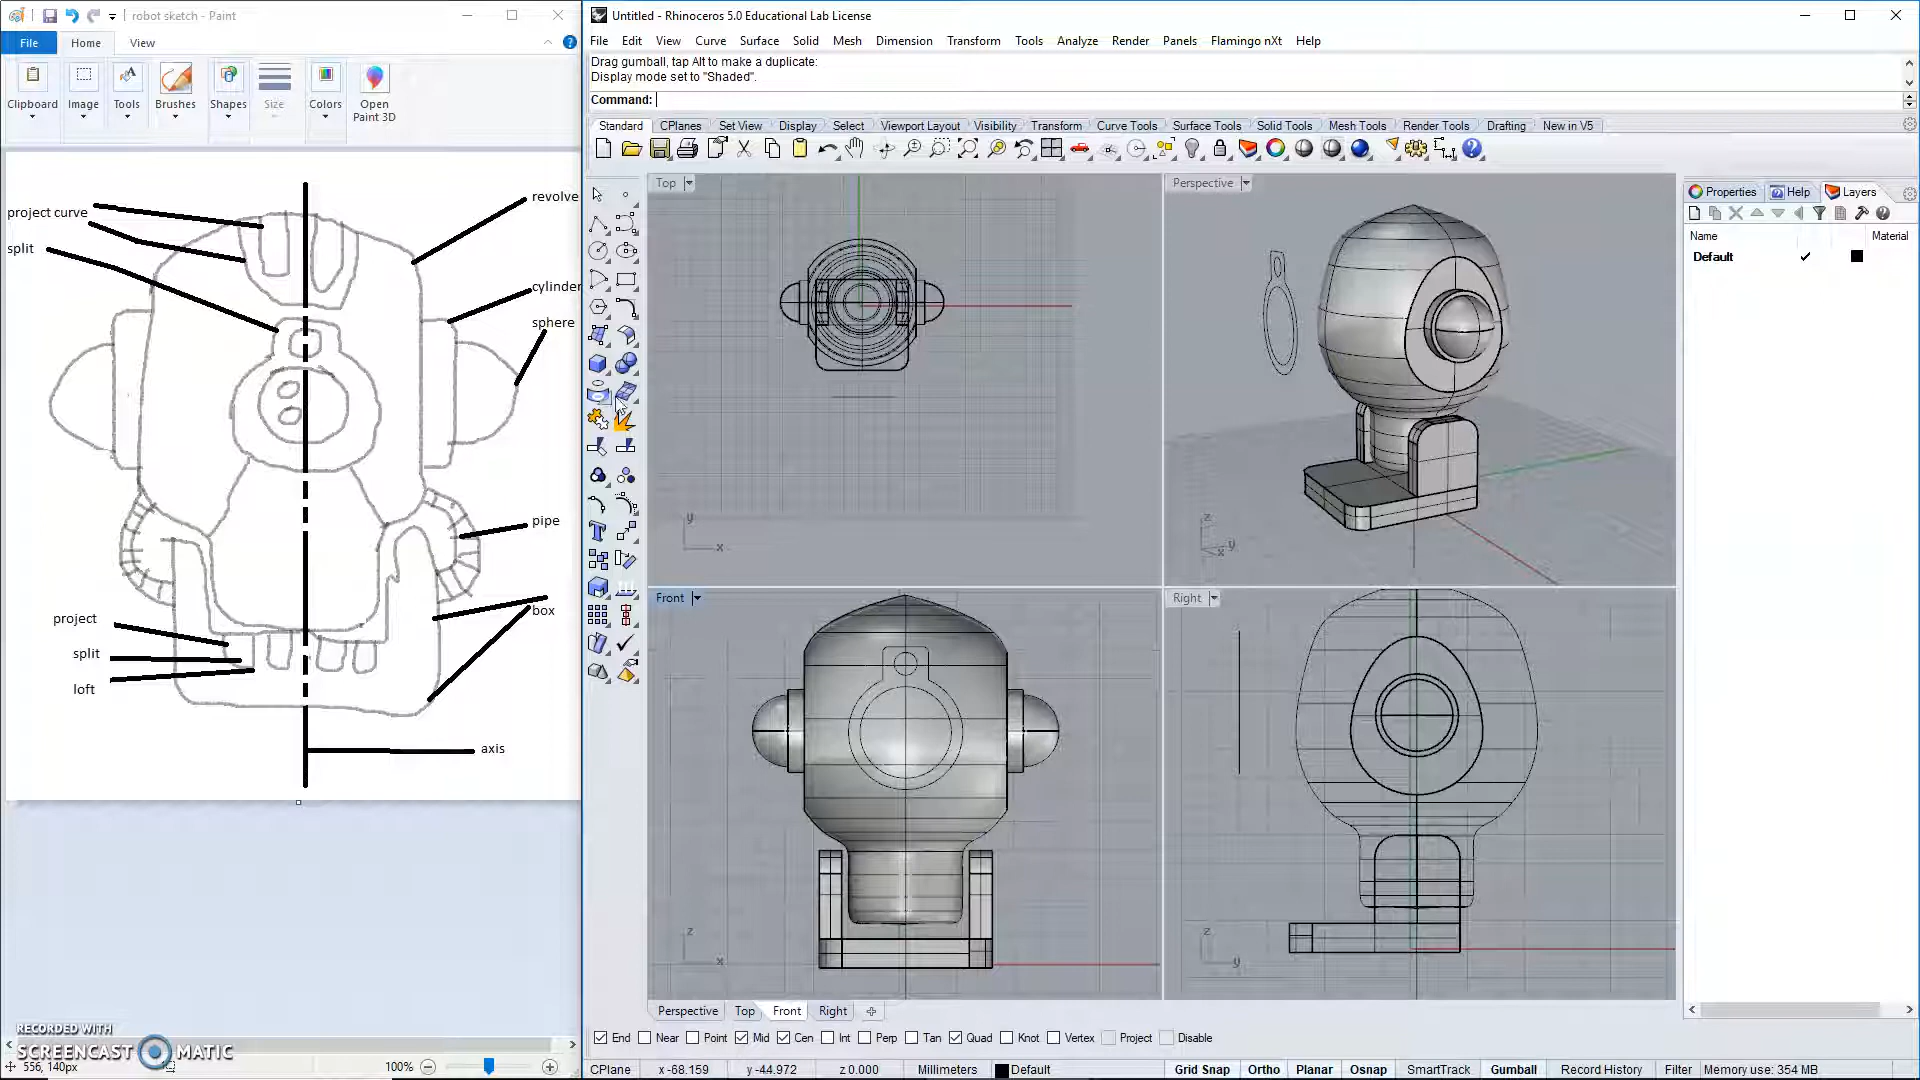 robot sketch - Paint
File
Home
View
Clipboard
Image
Tools
Brushes
Shapes
Size
Colors
Open
Paint 3D
project curve
split
revolve
cylinder
sphere
pipe
box
project
split
loft
axis
RECORDED WITH
SCREENCAST MATIC
556, 140px
100%
Untitled - Rhinoceros 5.0 Educational Lab License
File Edit View Curve Surface Solid Mesh Dimension Transform Tools Analyze Render Panels Flamingo nXt Help
Drag gumball, tap Alt to make a duplicate:
Display mode set to "Shaded".
Command:
Standard CPlanes Set View Display Select Viewport Layout Visibility Transform Curve Tools Surface Tools Solid Tools Mesh Tools Render Tools Drafting New in V5
Top
y
x
Perspective
z
y
x
Front
z
x
Right
z
y
Properties Help Layers
Name Material
Default
Perspective Top Front Right
End Near Point Mid Cen Int Perp Tan Quad Knot Vertex Project Disable
CPlane x -68.159 y -44.972 z 0.000 Millimeters Default Grid Snap Ortho Planar Osnap SmartTrack Gumball Record History Filter Memory use: 354 MB